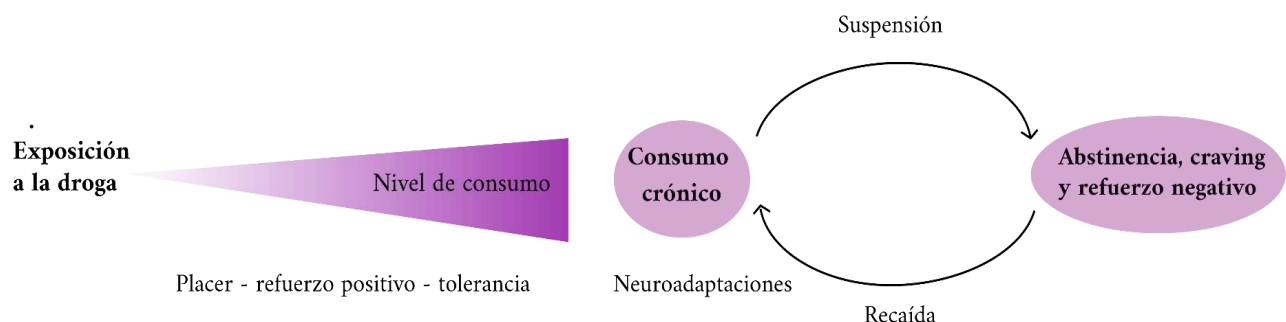 Suspensión
.
Exposición
a la droga
Nivel de consumo
Consumo
crónico
Abstinencia, craving
y refuerzo negativo
Placer - refuerzo positivo - tolerancia
Neuroadaptaciones
Recaída